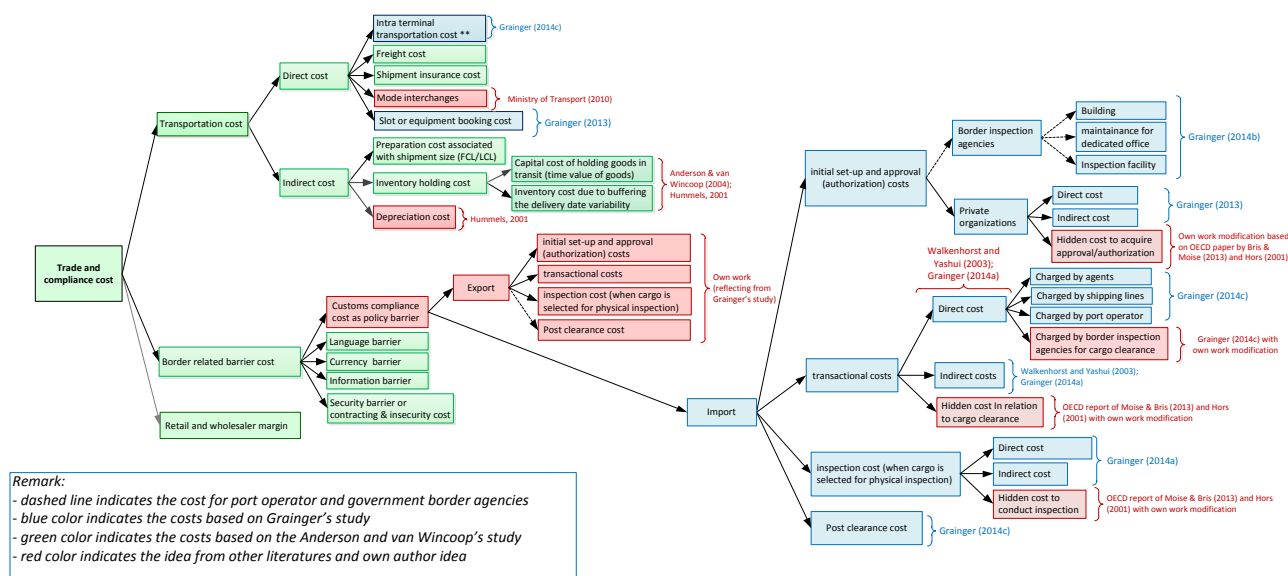 Trade and
compliance cost
Transportation cost
Direct cost
Intra terminal
transportation cost **
Grainger (2014c)
Freight cost
Shipment insurance cost
Mode interchanges
Ministry of Transport (2010)
Slot or equipment booking cost
Grainger (2013)
Indirect cost
Preparation cost associated
with shipment size (FCL/LCL)
Inventory holding cost
Capital cost of holding goods in
transit (time value of goods)
Inventory cost due to buffering
the delivery date variability
Anderson & van
Wincoop (2004);
Hummels, 2001
Depreciation cost
Hummels, 2001
Border related barrier cost
Customs compliance
cost as policy barrier
Language barrier
Currency barrier
Information barrier
Security barrier or
contracting & insecurity cost
Retail and wholesaler margin
Export
initial set-up and approval
(authorization) costs
transactional costs
inspection cost (when cargo is
selected for physical inspection)
Post clearance cost
Own work
(reflecting from
Grainger's study)
Import
initial set-up and approval
(authorization) costs
Border inspection
agencies
Building
maintainance for
dedicated office
Inspection facility
Grainger (2014b)
Private
organizations
Direct cost
Indirect cost
Grainger (2013)
Hidden cost to acquire
approval/authorization
Own work modification based
on OECD paper by Bris &
Moise (2013) and Hors (2001)
transactional costs
Walkenhorst and
Yashui (2003);
Grainger
(2014a)
Direct cost
Charged by agents
Charged by shipping lines
Charged by port operator
Grainger (2014c)
Charged by border inspection
agencies for cargo clearance
Grainger (2014c) with
own work modification
Indirect costs
Walkenhorst and Yashui (2003);
Grainger (2014a)
Hidden cost In relation
to cargo clearance
OECD report of Moise & Bris (2013) and Hors
(2001) with own work modification
inspection cost (when cargo is
selected for physical inspection)
Direct cost
Indirect cost
Grainger (2014a)
Hidden cost to
conduct inspection
OECD report of Moise & Bris (2013) and Hors
(2001) with own work modification
Post clearance cost
Grainger (2014c)
Remark:
- dashed line indicates the cost for port operator and government border agencies
- blue color indicates the costs based on Grainger's study
- green color indicates the costs based on the Anderson and van Wincoop's study
- red color indicates the idea from other literatures and own author idea